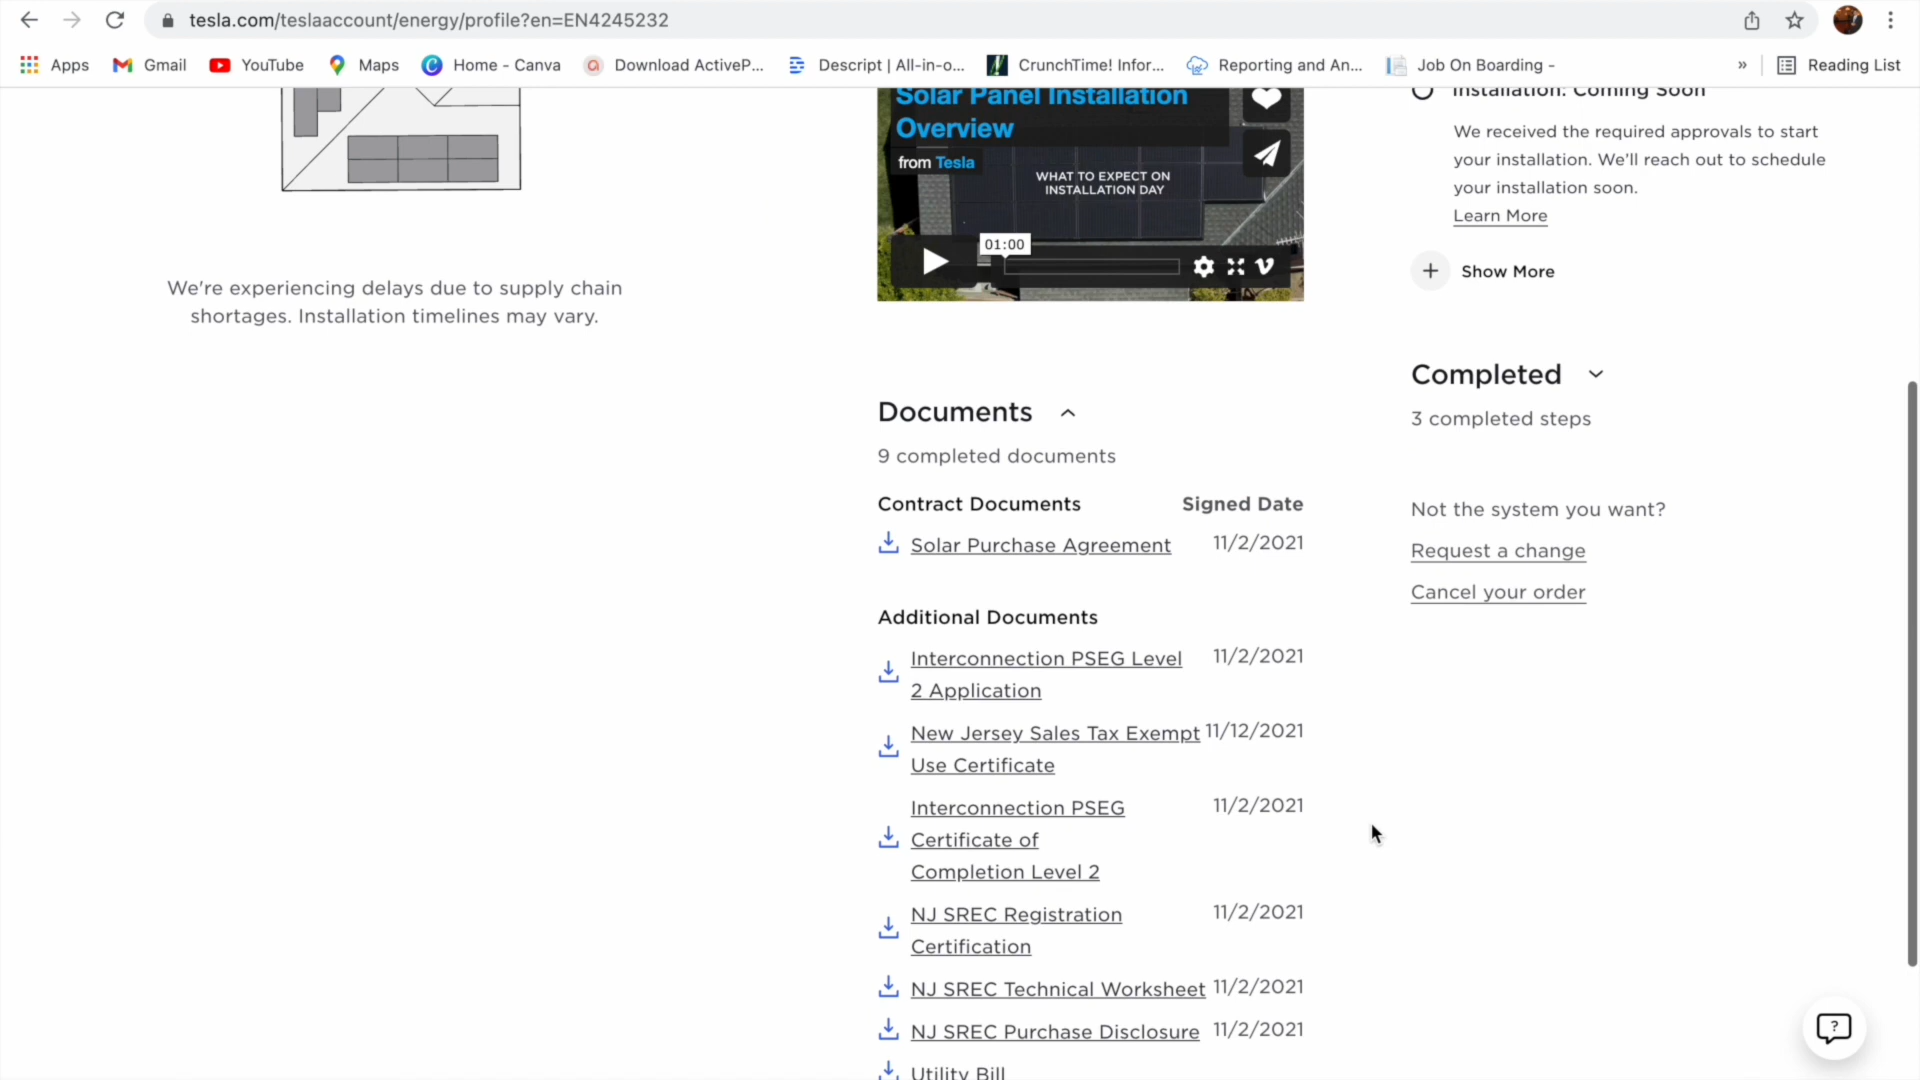 tesla.com/teslaaccount/energy/profile?en=EN4245232
Apps Gmail YouTube Maps Home - Canva Download ActiveP... Descript | All-in-o... CrunchTime! Infor... Reporting and An... Job On Boarding - » Reading List
Solar Panel Installation
Overview
from Tesla
WHAT TO EXPECT ON
INSTALLATION DAY
01:00
Installation: Coming Soon
We received the required approvals to start
your installation. We'll reach out to schedule
your installation soon.
Learn More
Show More
We're experiencing delays due to supply chain
shortages. Installation timelines may vary.
Completed
3 completed steps
Not the system you want?
Request a change
Cancel your order
Documents
9 completed documents
Contract Documents Signed Date
Solar Purchase Agreement 11/2/2021
Additional Documents
Interconnection PSEG Level 11/2/2021
2 Application
New Jersey Sales Tax Exempt 11/12/2021
Use Certificate
Interconnection PSEG 11/2/2021
Certificate of
Completion Level 2
NJ SREC Registration 11/2/2021
Certification
NJ SREC Technical Worksheet 11/2/2021
NJ SREC Purchase Disclosure 11/2/2021
Utility Bill